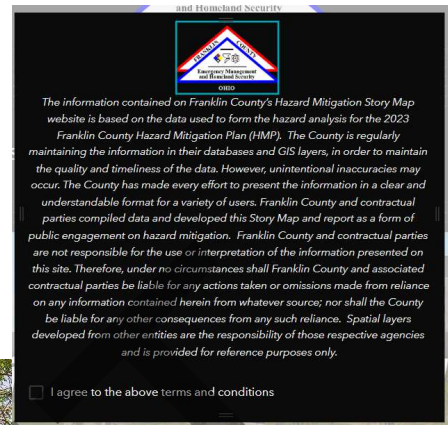 and Homeland Security
FRANKLIN COUNTY
Emergency Management
and Homeland Security
OHIO
The information contained on Franklin County's Hazard Mitigation Story Map
website is based on the data used to form the hazard analysis for the 2023
Franklin County Hazard Mitigation Plan (HMP). The County is regularly
maintaining the information in their databases and GIS layers, in order to maintain
the quality and timeliness of the data. However, unintentional inaccuracies may
occur. The County has made every effort to present the information in a clear and
understandable format for a variety of users. Franklin County and contractual
parties compiled data and developed this Story Map and report as a form of
public engagement on hazard mitigation. Franklin County and contractual parties
are not responsible for the use or interpretation of the information presented on
this site. Therefore, under no circumstances shall Franklin County and associated
contractual parties be liable for any actions taken or omissions made from reliance
on any information contained herein from whatever source; nor shall the County
be liable for any other consequences from any such reliance. Spatial layers
developed from other entities are the responsibility of those respective agencies
and is provided for reference purposes only.
I agree to the above terms and conditions